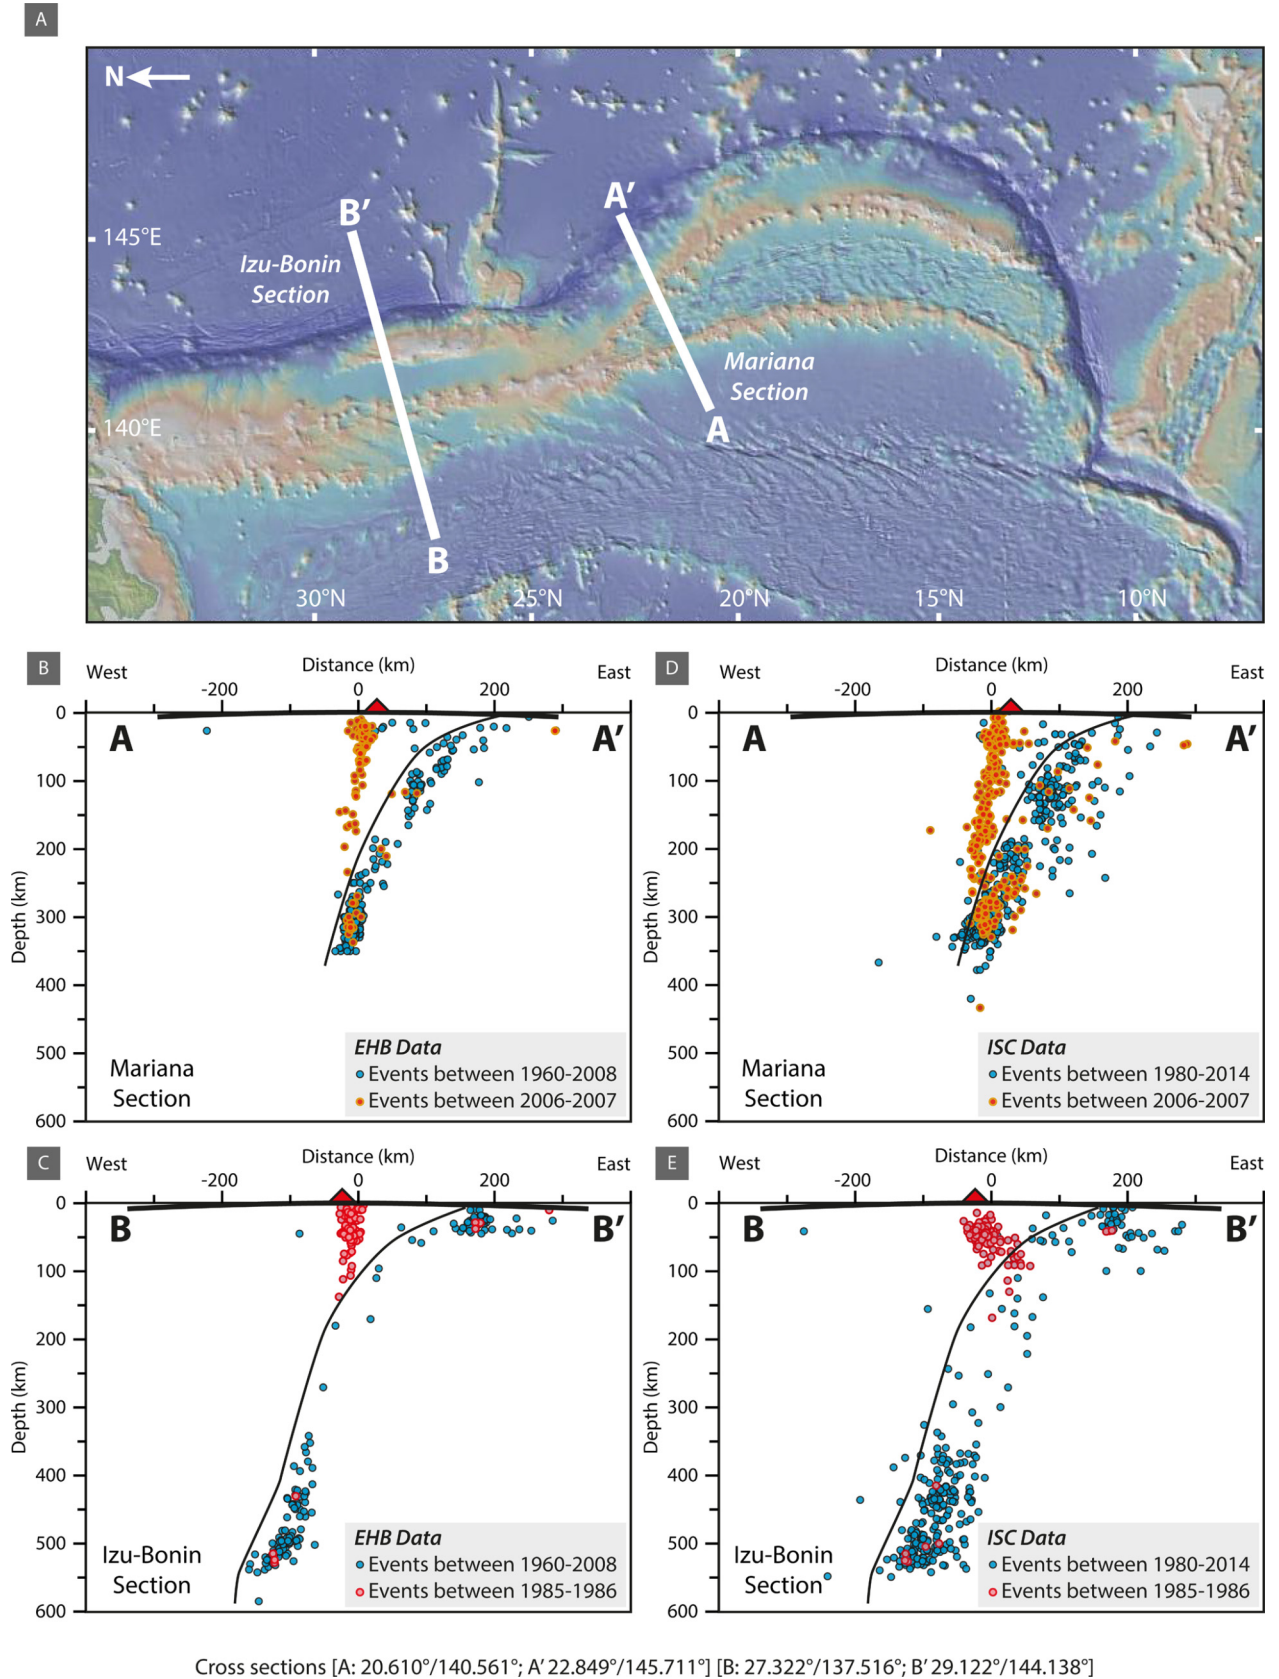 A
N
B′
A′
145°E
Izu-Bonin
Section
Mariana
Section
140°E
A
B
30°N
25°N
20°N
15°N
10°N
B
West
Distance (km)
East
-200
0
200
0
100
200
300
400
500
600
Depth (km)
A
A′
Mariana
Section
EHB Data
Events between 1960-2008
Events between 2006-2007
D
West
Distance (km)
East
-200
0
200
0
100
200
300
400
500
600
Depth (km)
A
A′
Mariana
Section
ISC Data
Events between 1980-2014
Events between 2006-2007
C
West
Distance (km)
East
-200
0
200
0
100
200
300
400
500
600
Depth (km)
B
B′
Izu-Bonin
Section
EHB Data
Events between 1960-2008
Events between 1985-1986
E
West
Distance (km)
East
-200
0
200
0
100
200
300
400
500
600
Depth (km)
B
B′
Izu-Bonin
Section
ISC Data
Events between 1980-2014
Events between 1985-1986
Cross sections [A: 20.610°/140.561°; A′ 22.849°/145.711°] [B: 27.322°/137.516°; B′ 29.122°/144.138°]